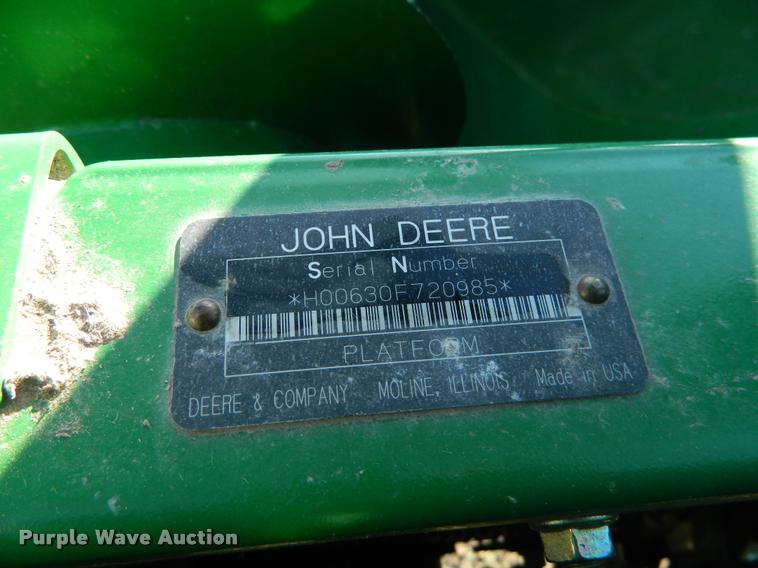 JOHN DEERE
Serial Number
*H00630F720985*
PLATFORM
DEERE & COMPANY MOLINE, ILLINOIS Made in USA
Purple Wave Auction